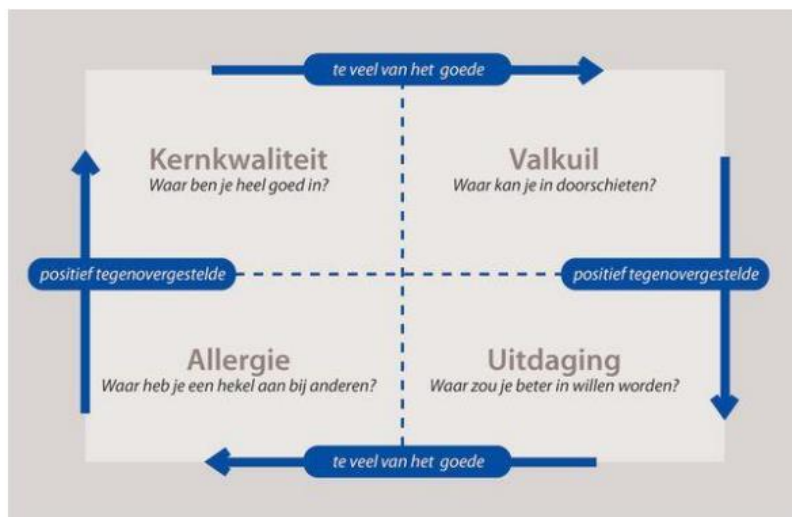 te veel van het goede
Kernkwaliteit
Waar ben je heel goed in?
Valkuil
Waar kan je in doorschieten?
positief tegenovergestelde
positief tegenovergestelde
Allergie
Waar heb je een hekel aan bij anderen?
Uitdaging
Waar zou je beter in willen worden?
te veel van het goede